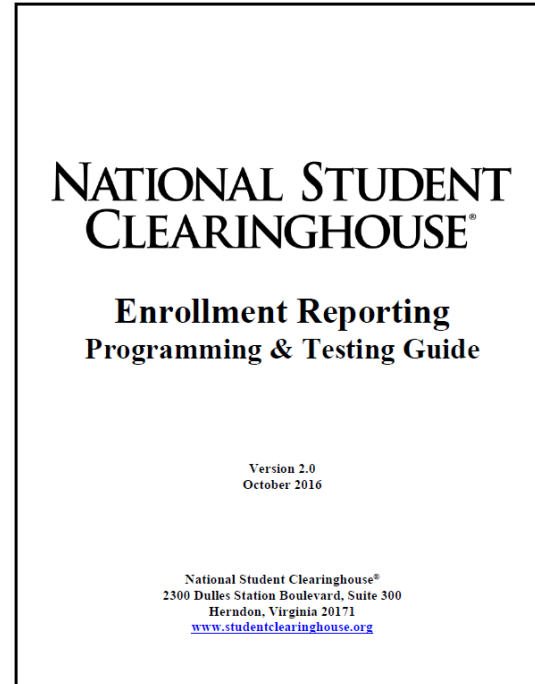 NATIONAL STUDENT
CLEARINGHOUSE®
Enrollment Reporting
Programming & Testing Guide
Version 2.0
October 2016
National Student Clearinghouse®
2300 Dulles Station Boulevard, Suite 300
Herndon, Virginia 20171
www.studentclearinghouse.org